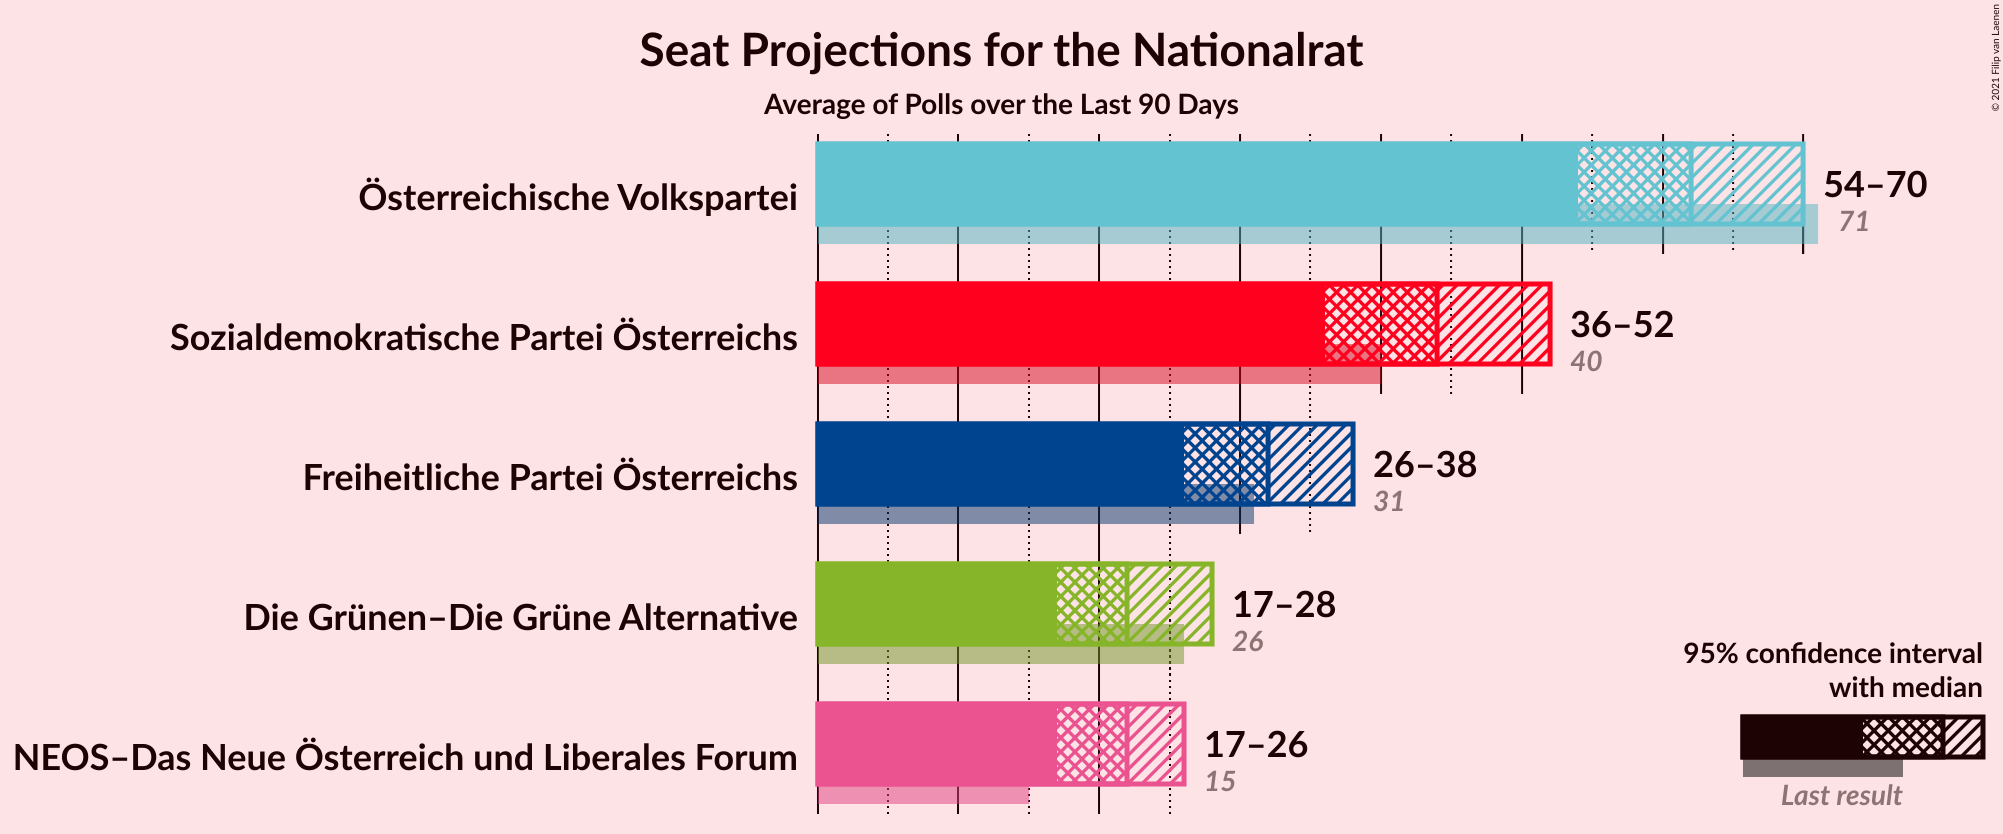 Seat Projections for the Nationalrat
Average of Polls over the Last 90 Days
© 2021 Filip van Laenen
Österreichische Volkspartei
54–70
71
Sozialdemokratische Partei Österreichs
36–52
40
Freiheitliche Partei Österreichs
26–38
31
Die Grünen–Die Grüne Alternative
17–28
26
NEOS–Das Neue Österreich und Liberales Forum
17–26
15
95% confidence interval
with median
Last result